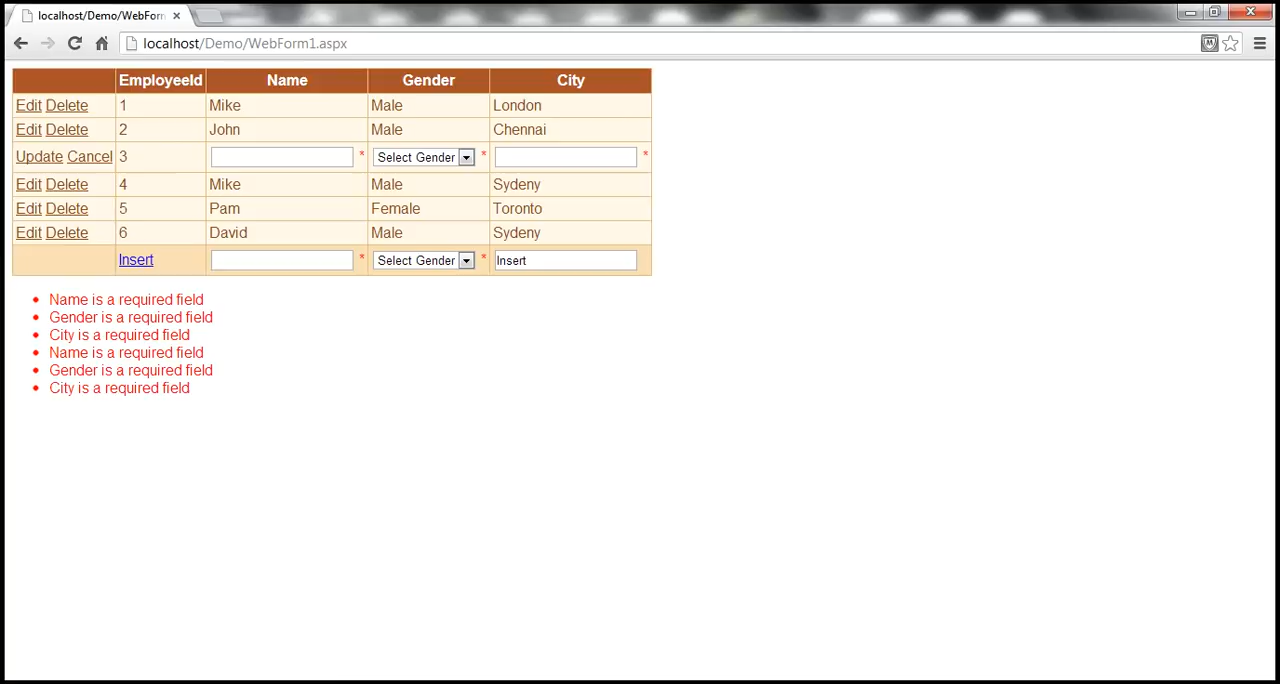 localhost/Demo/WebForm
localhost/Demo/WebForm1.aspx
EmployeeId Name Gender City
Edit Delete 1 Mike Male London
Edit Delete 2 John Male Chennai
Update Cancel 3 * Select Gender * *
Edit Delete 4 Mike Male Sydeny
Edit Delete 5 Pam Female Toronto
Edit Delete 6 David Male Sydeny
Insert * Select Gender * Insert
• Name is a required field
• Gender is a required field
• City is a required field
• Name is a required field
• Gender is a required field
• City is a required field